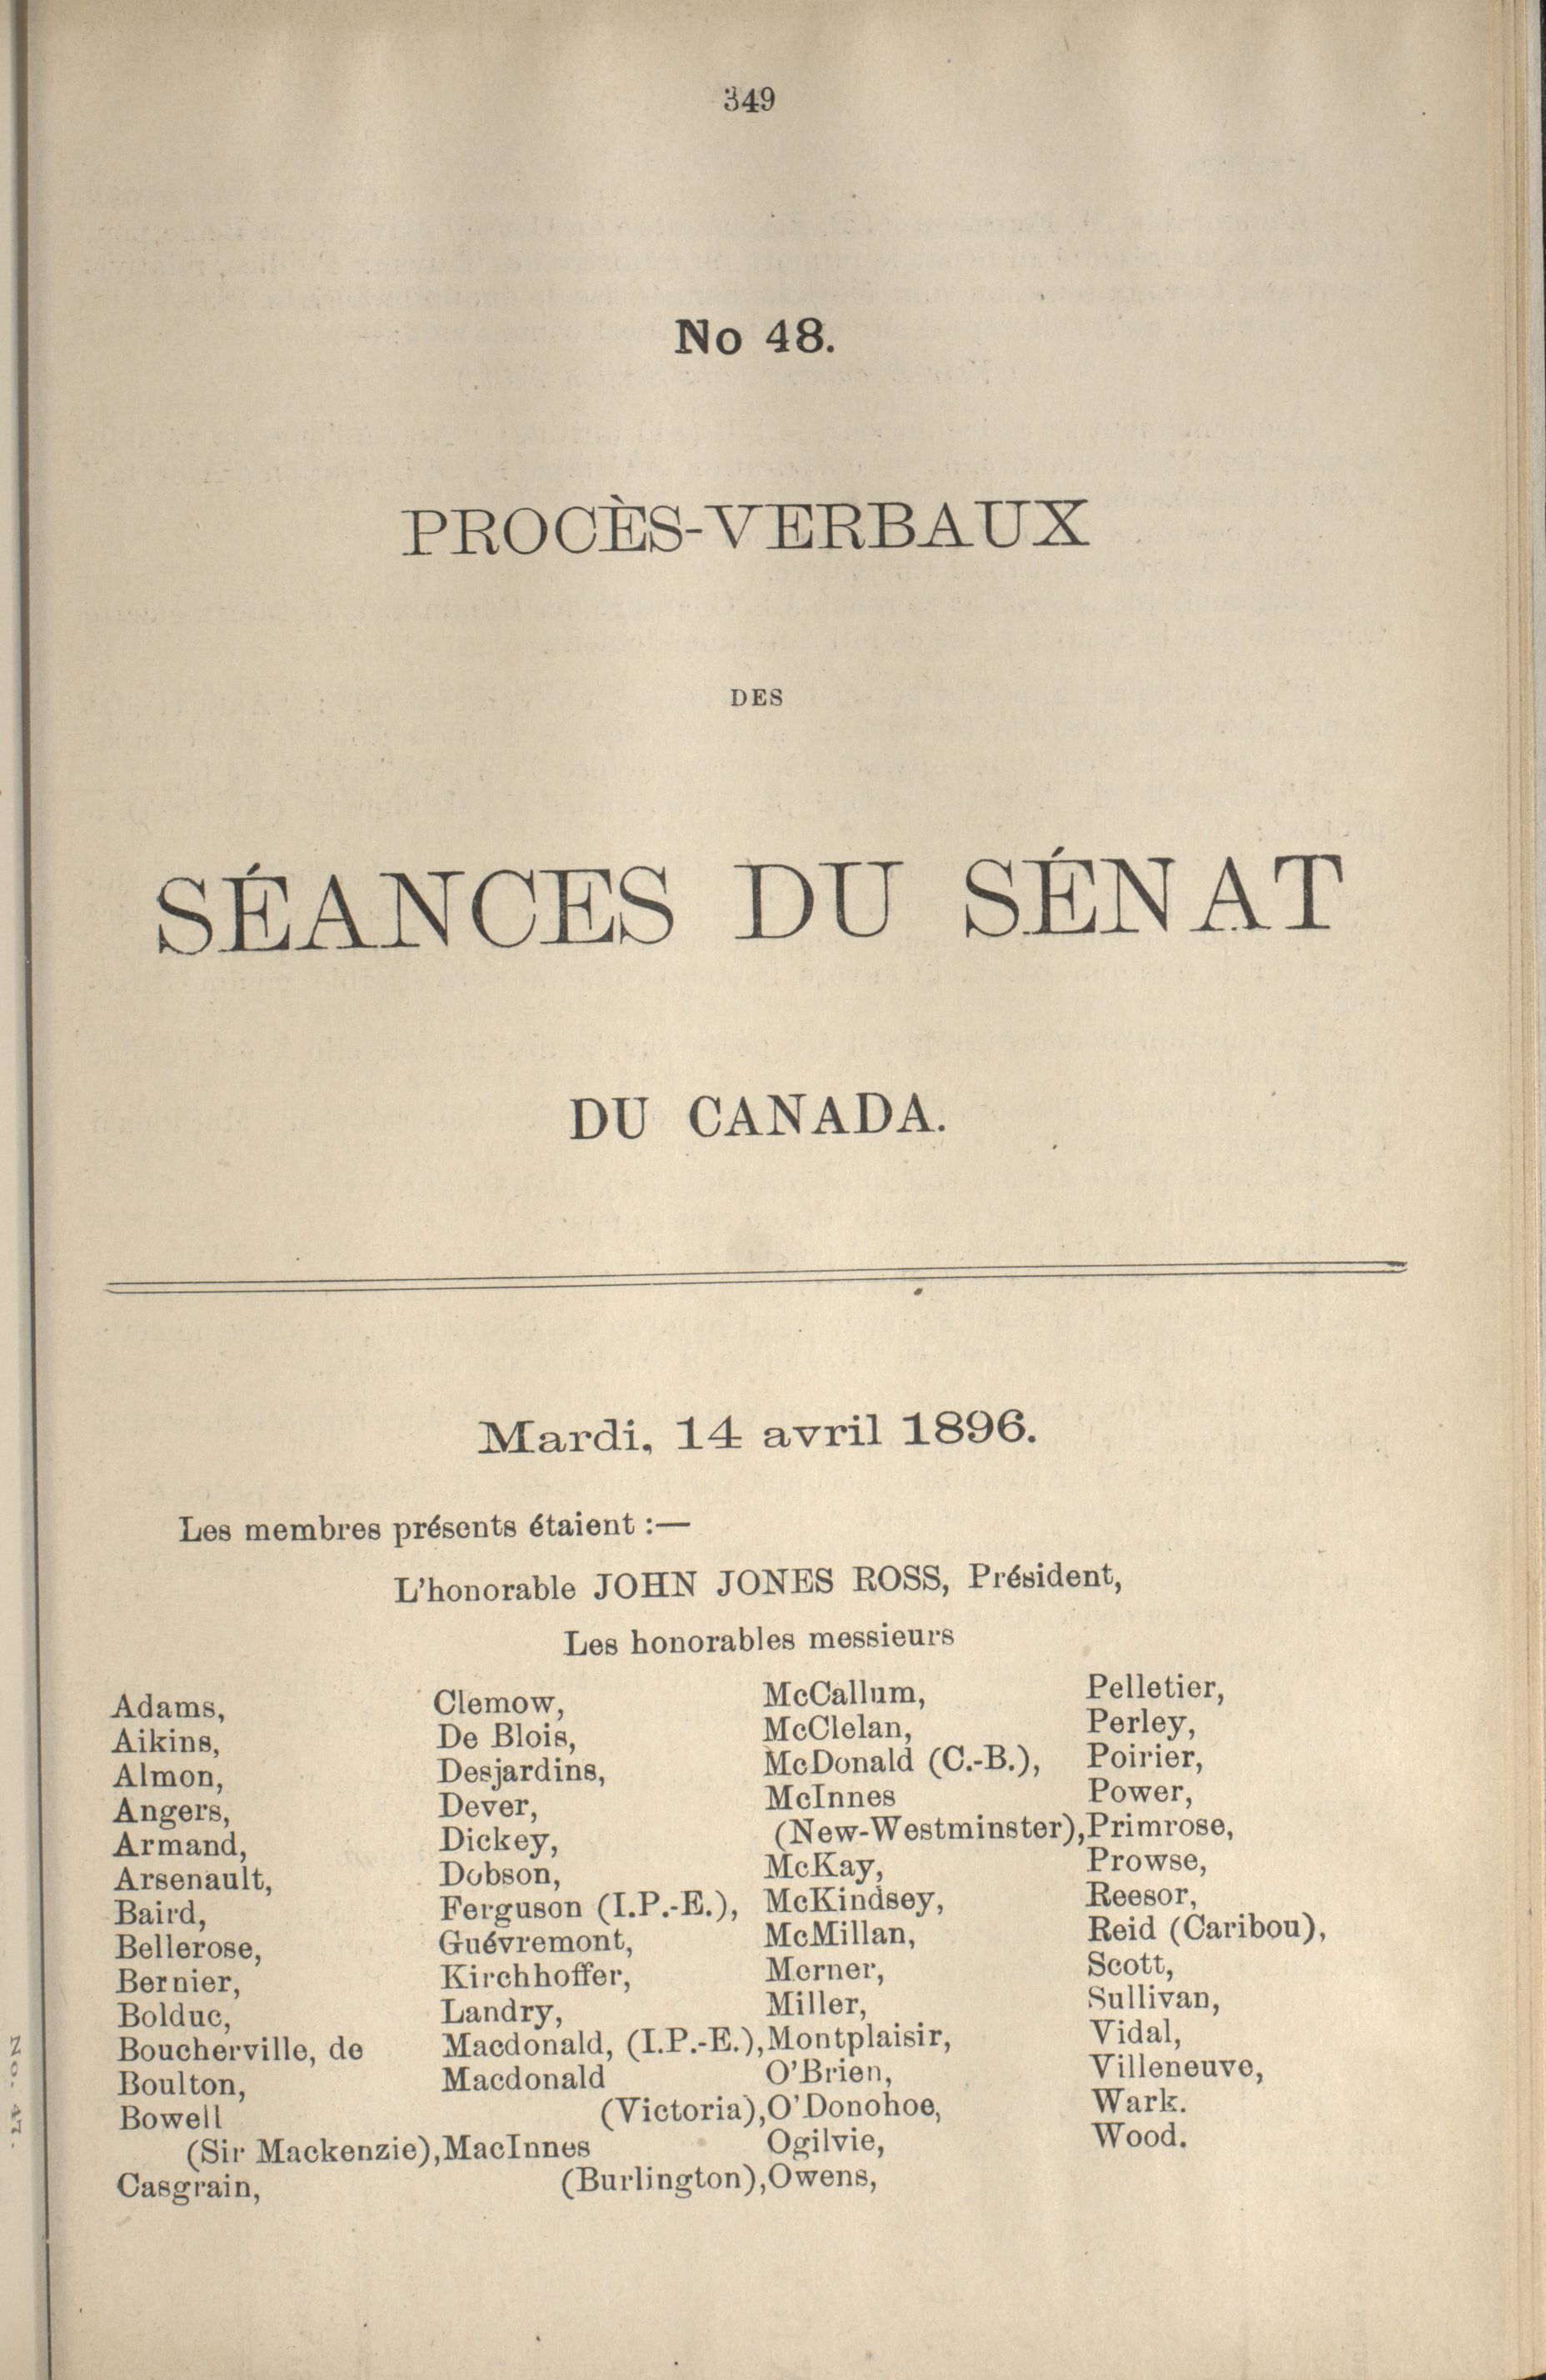 349
No 48.
PROCÈS-VERBAUX
DES
SÉANCES DU SÉNAT
DU CANADA.
Mardi, 14 avril 1896.
Les membres présents étaient :—
L'honorable JOHN JONES ROSS, Président,
Les honorables messieurs
Adams,
Aikins,
Almon,
Angers,
Armand,
Arsenault,
Baird,
Bellerose,
Bernier,
Bolduc,
Boucherville, de
Boulton,
Bowell
(Sir Mackenzie),
Casgrain,
Clemow,
De Blois,
Desjardins,
Dever,
Dickey,
Dobson,
Ferguson (I.P.-E.),
Guévremont,
Kirchhoffer,
Landry,
Macdonald, (I.P.-E.),
Macdonald
(Victoria),
MacInnes
(Burlington),
McCallum,
McClelan,
McDonald (C.-B.),
McInnes
(New-Westminster),
McKay,
McKindsey,
McMillan,
Merner,
Miller,
Montplaisir,
O'Brien,
O'Donohoe,
Ogilvie,
Owens,
Pelletier,
Perley,
Poirier,
Power,
Primrose,
Prowse,
Reesor,
Reid (Caribou),
Scott,
Sullivan,
Vidal,
Villeneuve,
Wark.
Wood.
No. 47.